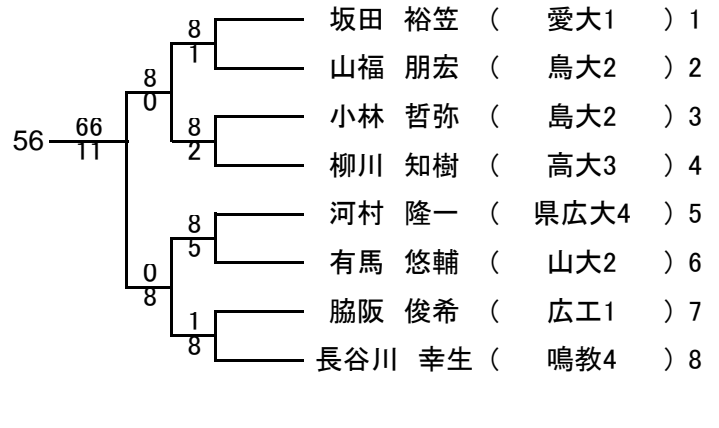 坂田 裕笠 ( 愛大1 ) 1
8
1
山福 朋宏 ( 鳥大2 ) 2
8
0
小林 哲弥 ( 島大2 ) 3
8
2
66
11
56
柳川 知樹 ( 高大3 ) 4
河村 隆一 ( 県広大4 ) 5
8
5
有馬 悠輔 ( 山大2 ) 6
0
8
脇阪 俊希 ( 広工1 ) 7
1
8
長谷川 幸生 ( 鳴教4 ) 8